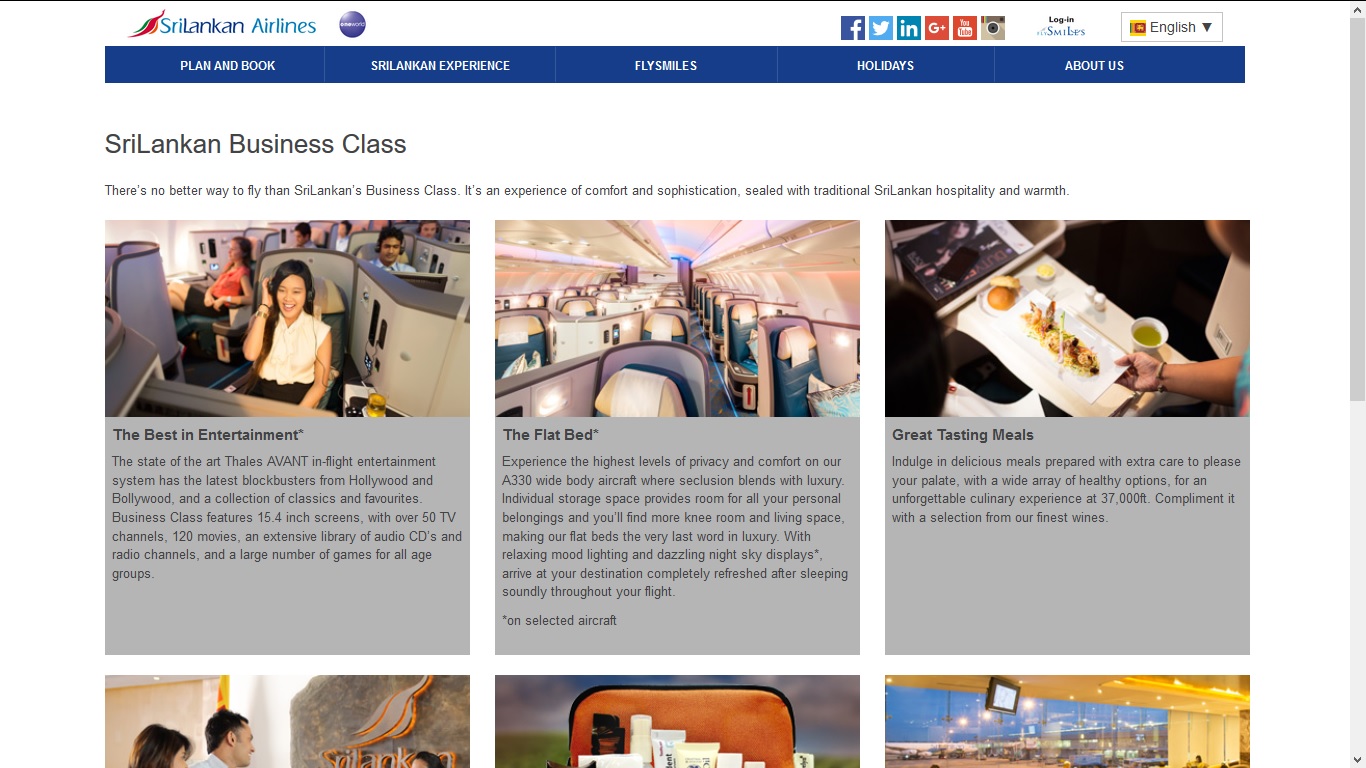 SriLankan Airlines
oneworld
Log-in
FLYSMiLeS
English ▼
PLAN AND BOOK
SRILANKAN EXPERIENCE
FLYSMILES
HOLIDAYS
ABOUT US
SriLankan Business Class
There's no better way to fly than SriLankan's Business Class. It's an experience of comfort and sophistication, sealed with traditional SriLankan hospitality and warmth.
The Best in Entertainment*
The state of the art Thales AVANT in-flight entertainment
system has the latest blockbusters from Hollywood and
Bollywood, and a collection of classics and favourites.
Business Class features 15.4 inch screens, with over 50 TV
channels, 120 movies, an extensive library of audio CD's and
radio channels, and a large number of games for all age
groups.
The Flat Bed*
Experience the highest levels of privacy and comfort on our
A330 wide body aircraft where seclusion blends with luxury.
Individual storage space provides room for all your personal
belongings and you'll find more knee room and living space,
making our flat beds the very last word in luxury. With
relaxing mood lighting and dazzling night sky displays*,
arrive at your destination completely refreshed after sleeping
soundly throughout your flight.
*on selected aircraft
Great Tasting Meals
Indulge in delicious meals prepared with extra care to please
your palate, with a wide array of healthy options, for an
unforgettable culinary experience at 37,000ft. Compliment it
with a selection from our finest wines.
srilankan